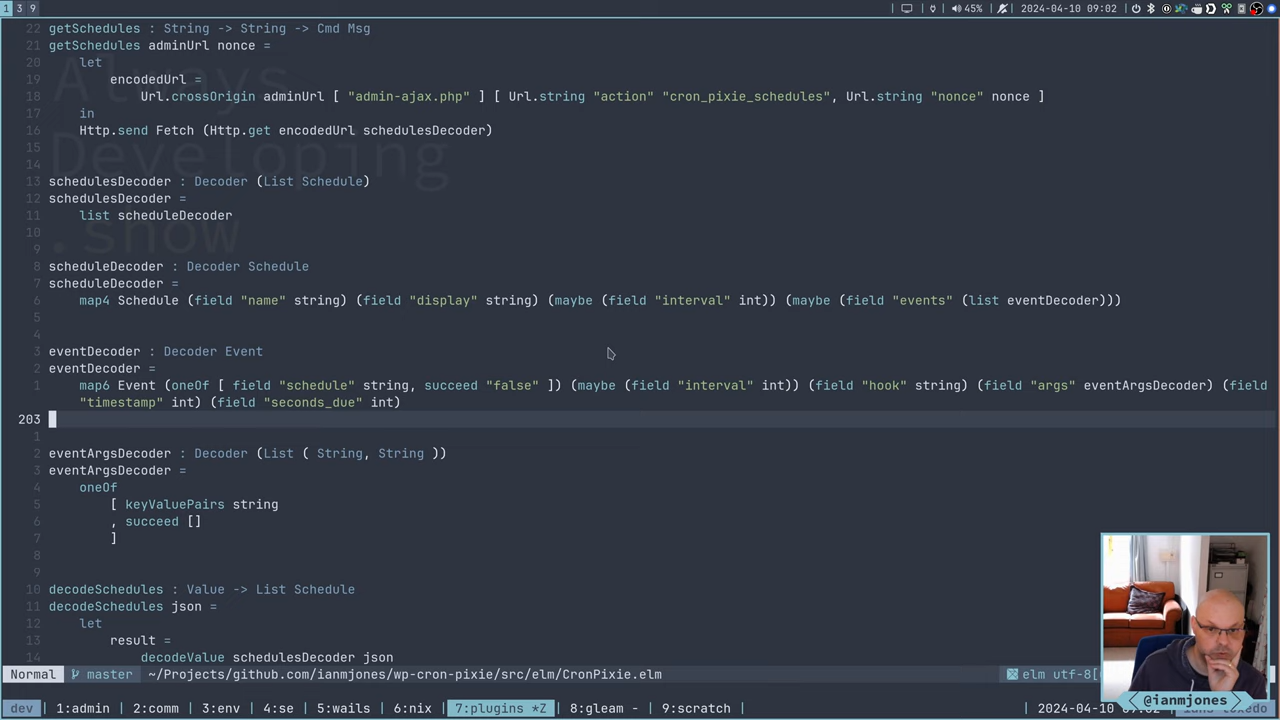 1 3 9 45% 2024-04-10 09:02
22 getSchedules : String -> String -> Cmd Msg
21 getSchedules adminUrl nonce =
20 let
19 encodedUrl =
18 Url.crossOrigin adminUrl [ "admin-ajax.php" ] [ Url.string "action" "cron_pixie_schedules", Url.string "nonce" nonce ]
17 in
16 Http.send Fetch (Http.get encodedUrl schedulesDecoder)
15
14
13 schedulesDecoder : Decoder (List Schedule)
12 schedulesDecoder =
11 list scheduleDecoder
10
9
8 scheduleDecoder : Decoder Schedule
7 scheduleDecoder =
6 map4 Schedule (field "name" string) (field "display" string) (maybe (field "interval" int)) (maybe (field "events" (list eventDecoder)))
5
4
3 eventDecoder : Decoder Event
2 eventDecoder =
1 map6 Event (oneOf [ field "schedule" string, succeed "false" ]) (maybe (field "interval" int)) (field "hook" string) (field "args" eventArgsDecoder) (field
"timestamp" int) (field "seconds_due" int)
203
1
2 eventArgsDecoder : Decoder (List ( String, String ))
3 eventArgsDecoder =
4 oneOf
5 [ keyValuePairs string
6 , succeed []
7 ]
8
9
10 decodeSchedules : Value -> List Schedule
11 decodeSchedules json =
12 let
13 result =
14 decodeValue schedulesDecoder json
Always
Developing
.show
Normal master ~/Projects/github.com/ianmjones/wp-cron-pixie/src/elm/CronPixie.elm elm utf-8[
@ianmjones
dev 1:admin 2:comm 3:env 4:se 5:wails 6:nix 7:plugins *Z 8:gleam - 9:scratch 2024-04-10